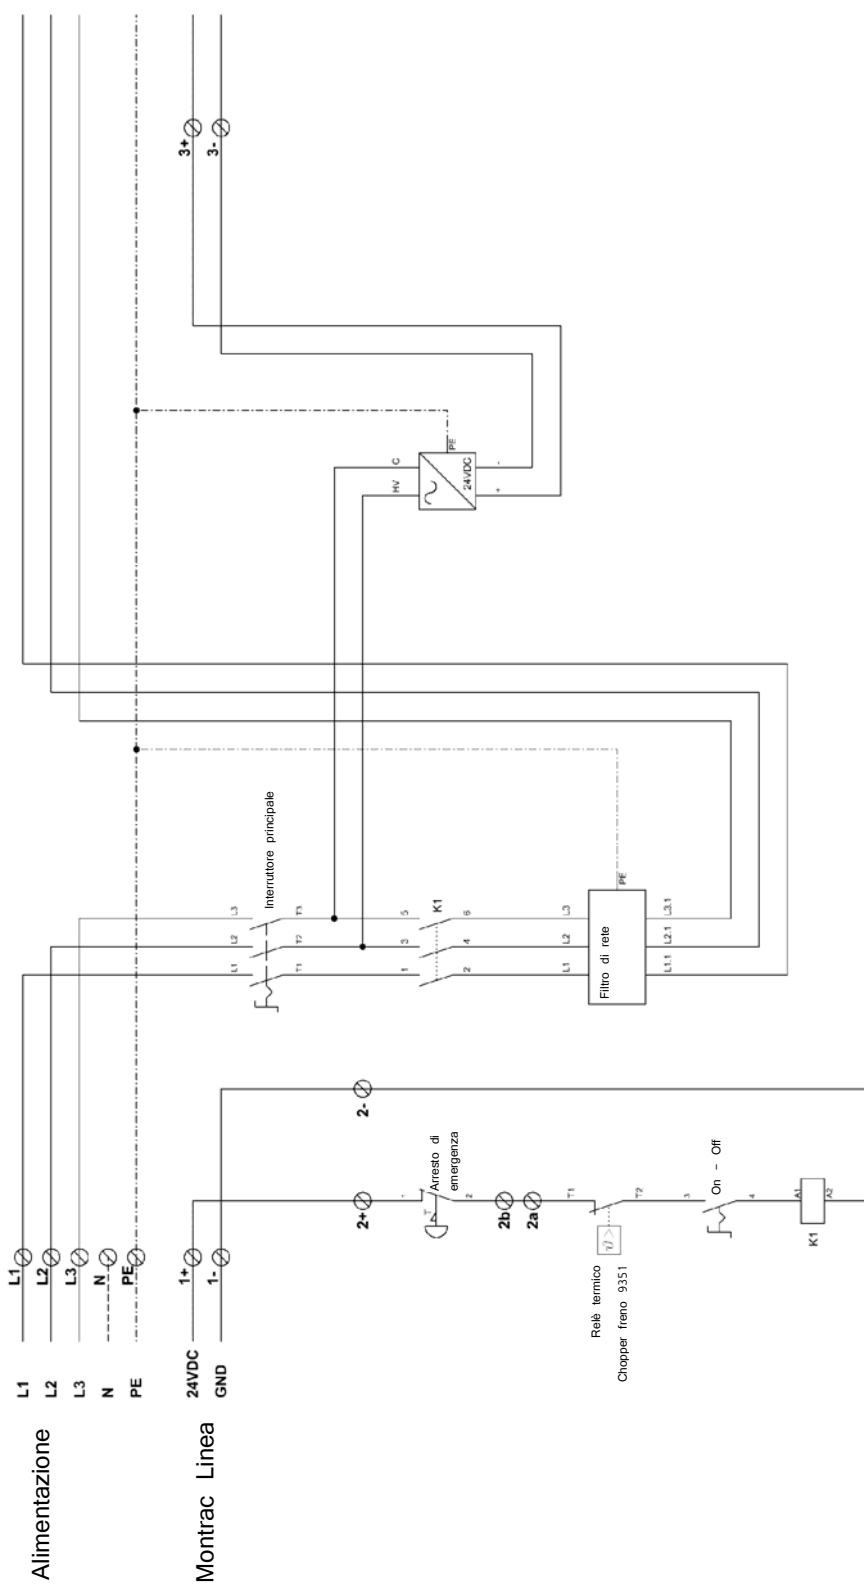 Alimentazione
L1
L2
L3
N
PE
Montrac Linea
24VDC
GND
L1
L2
L3
N
PE
1+
1-
2+
2-
Arresto di
emergenza
1
2
2b
2a
Relè termico
Chopper freno 9351
ϑ >
T1
T2
On – Off
3
4
K1
A1
A2
Interruttore principale
L1
L2
L3
T1
T2
T3
K1
1
3
5
2
4
6
Filtro di rete
L1
L2
L3
PE
L1.1
L2.1
L3.1
HV
C
PE
24VDC
+
-
3+
3-